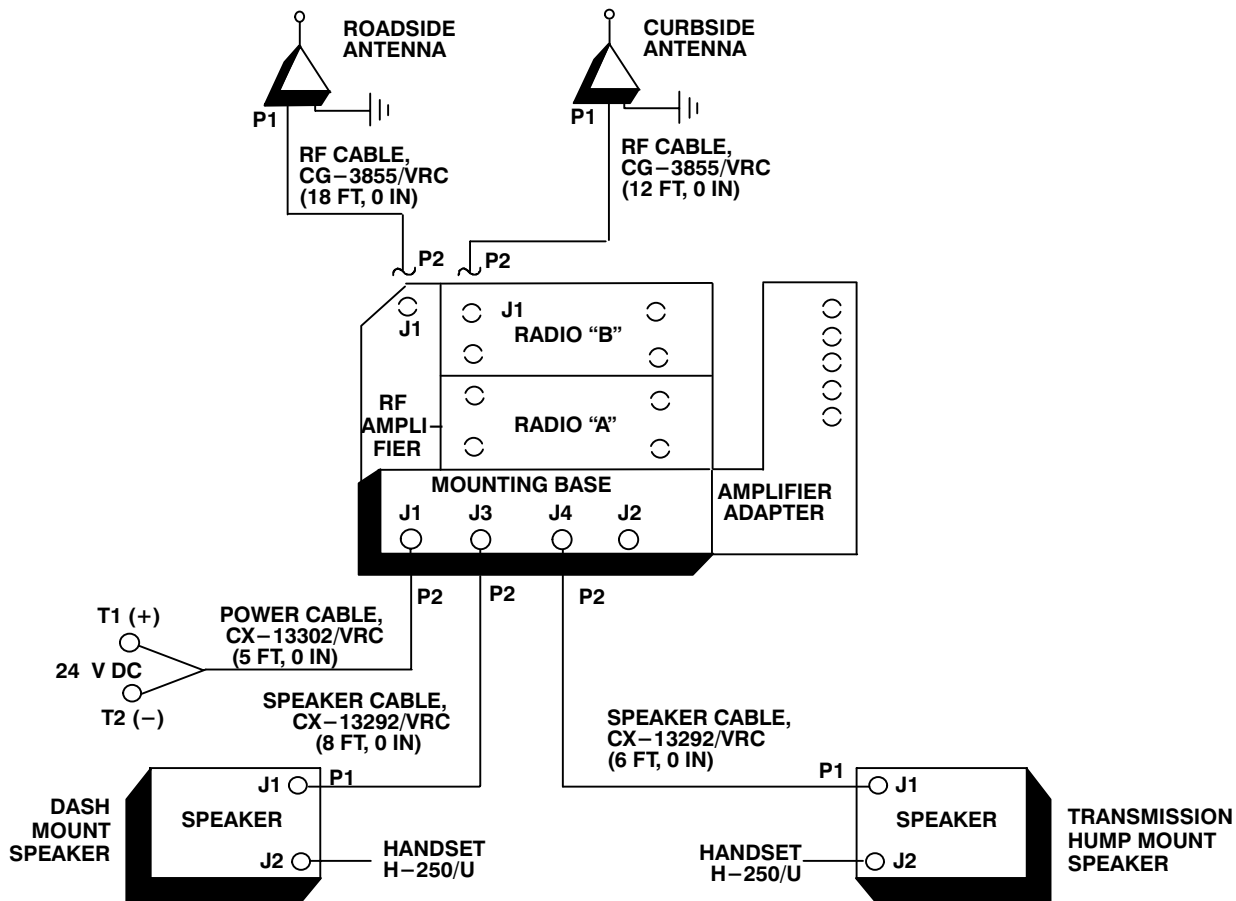 ROADSIDE
ANTENNA
CURBSIDE
ANTENNA
P1
P1
RF CABLE,
CG–3855/VRC
(18 FT, 0 IN)
RF CABLE,
CG–3855/VRC
(12 FT, 0 IN)
P2
P2
J1
J1
RADIO “B”
RF
AMPLI–
FIER
RADIO “A”
MOUNTING BASE
J1
J3
J4
J2
AMPLIFIER
ADAPTER
P2
P2
P2
T1 (+)
24 V DC
T2 (–)
POWER CABLE,
CX–13302/VRC
(5 FT, 0 IN)
SPEAKER CABLE,
CX–13292/VRC
(8 FT, 0 IN)
SPEAKER CABLE,
CX–13292/VRC
(6 FT, 0 IN)
DASH
MOUNT
SPEAKER
J1
P1
SPEAKER
J2
HANDSET
H–250/U
P1
J1
SPEAKER
J2
HANDSET
H–250/U
TRANSMISSION
HUMP MOUNT
SPEAKER